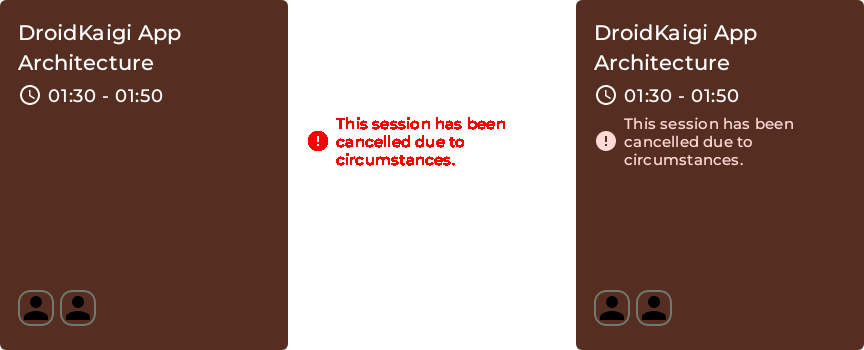 DroidKaigi App
Architecture
01:30 - 01:50
This session has been
cancelled due to
circumstances.
DroidKaigi App
Architecture
01:30 - 01:50
This session has been
cancelled due to
circumstances.